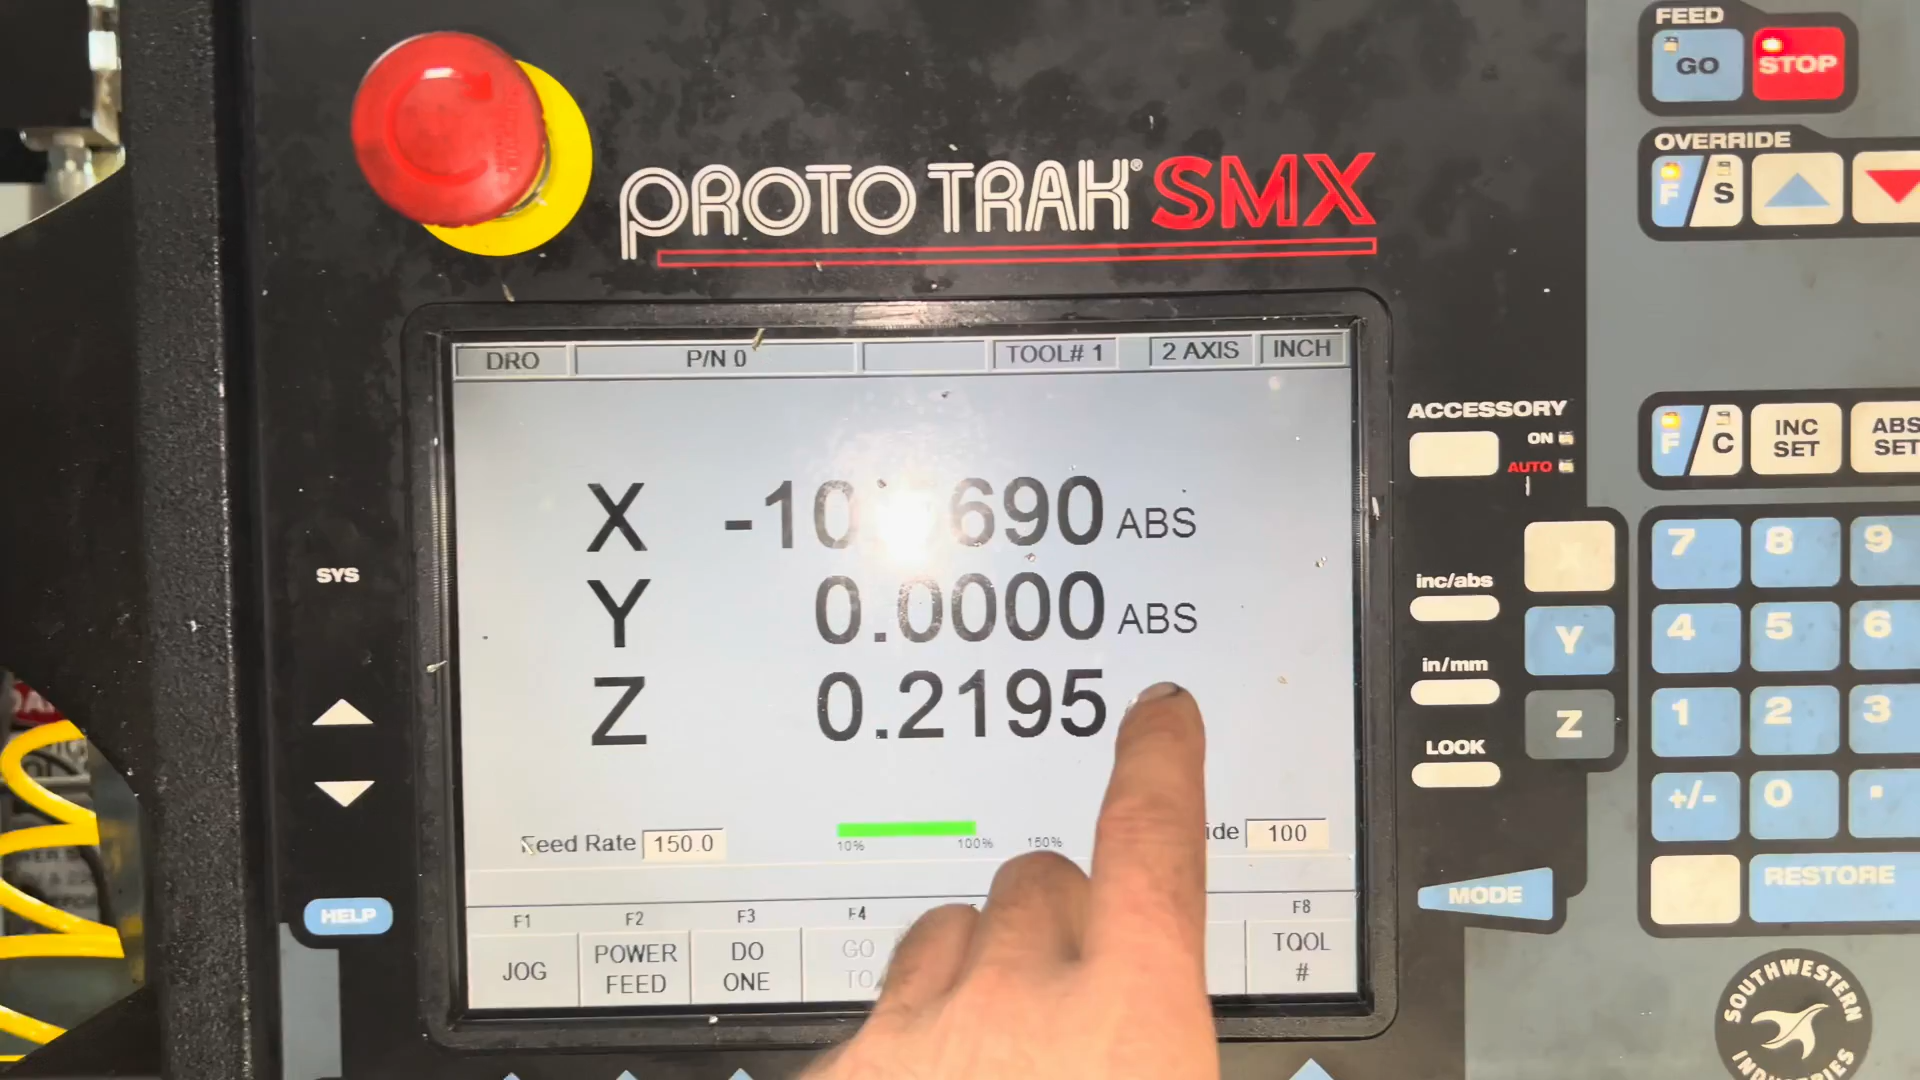 FEED
GO STOP
OVERRIDE
F S
PROTO TRAK® SMX
DRO P/N 0 TOOL# 1 2 AXIS INCH
ACCESSORY
ON
AUTO
F C INC SET ABS SET
X ABS
Y 0.0000 ABS
Z 0.2195
SYS
inc/abs
in/mm
LOOK
Y
Z
7 8 9
4 5 6
1 2 3
+/- 0 .
Feed Rate 150.0
10% 100% 150%
100
HELP
MODE
RESTORE
F1 F2 F3 F4 F8
JOG
POWER FEED
DO ONE
GO TO
TOOL #
SOUTHWESTERN
INDUSTRIES